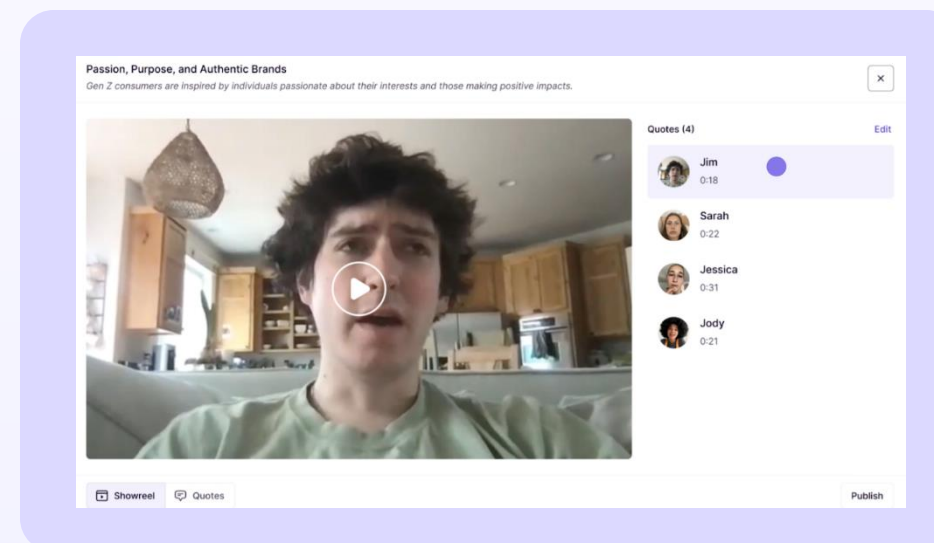 Passion, Purpose, and Authentic Brands
Gen Z consumers are inspired by individuals passionate about their interests and those making positive impacts.
Quotes (4)
Edit
Jim
0:18
Sarah
0:22
Jessica
0:31
Jody
0:21
Showreel
Quotes
Publish